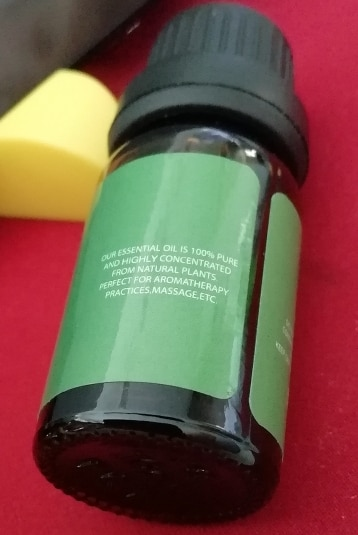 OUR ESSENTIAL OIL IS 100% PURE
AND HIGHLY CONCENTRATED
FROM NATURAL PLANTS.
PERFECT FOR AROMATHERAPY
PRACTICES,MASSAGE,ETC.